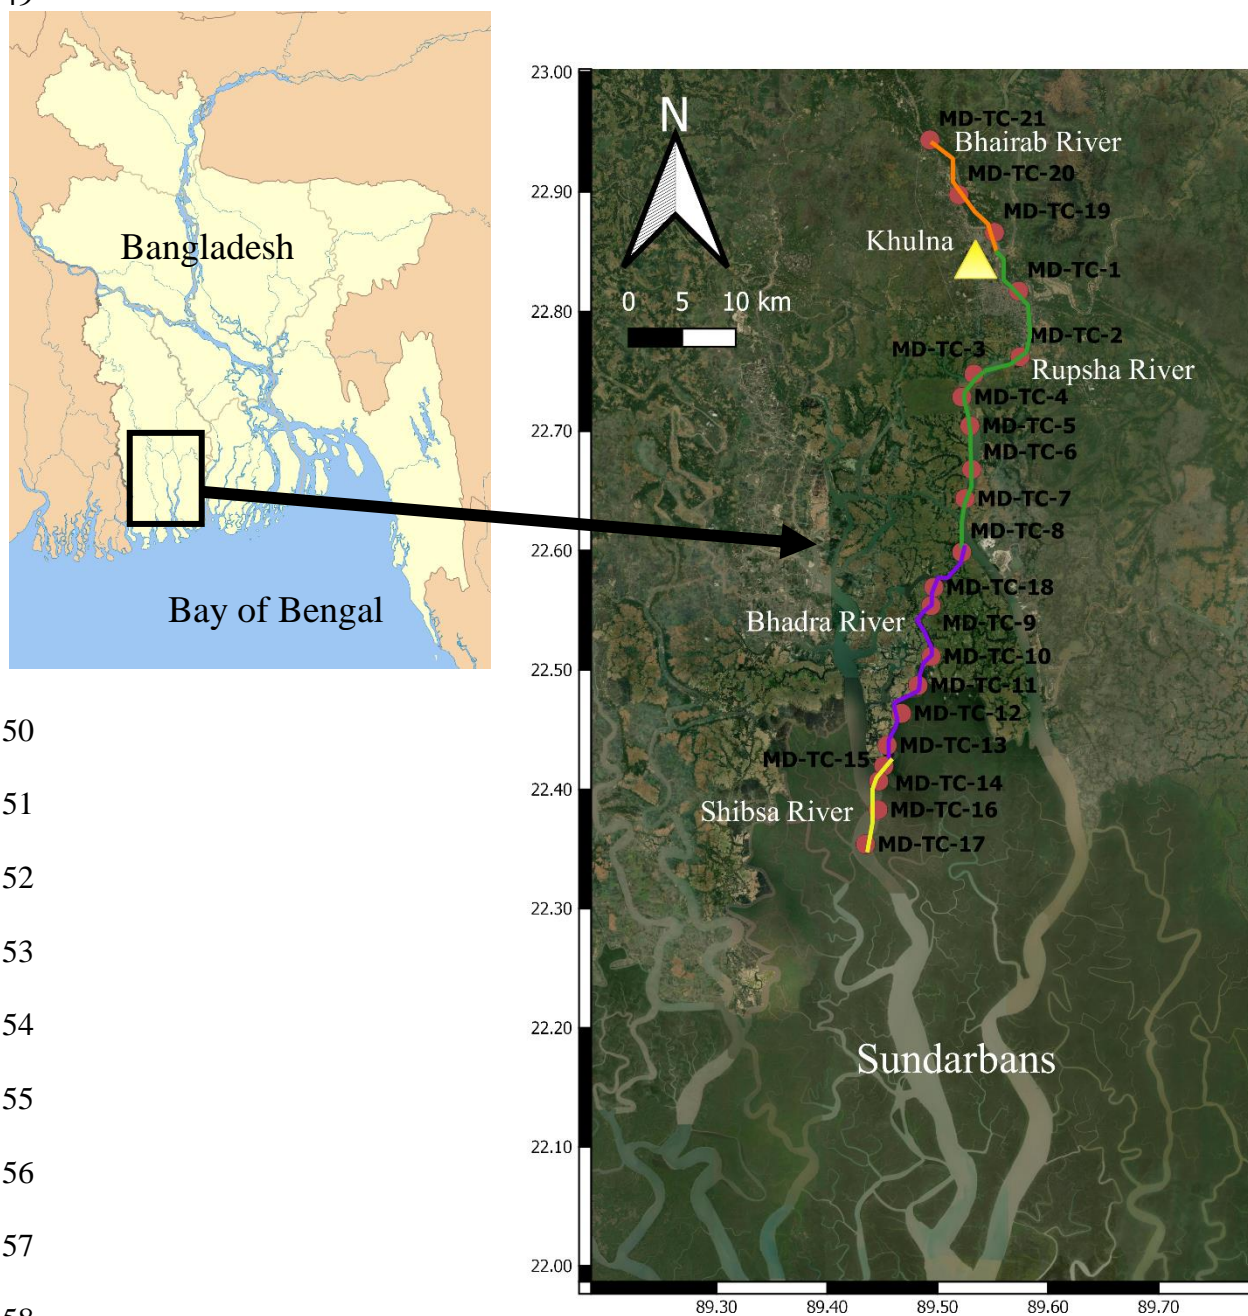 Bangladesh
Bay of Bengal
50
51
52
53
54
55
56
57
23.00
22.90
22.80
22.70
22.60
22.50
22.40
22.30
22.20
22.10
22.00
N
0 5 10 km
MD-TC-21
Bhairab River
MD-TC-20
MD-TC-19
Khulna
MD-TC-1
MD-TC-2
MD-TC-3
Rupsha River
MD-TC-4
MD-TC-5
MD-TC-6
MD-TC-7
MD-TC-8
MD-TC-18
Bhadra River
MD-TC-9
MD-TC-10
MD-TC-11
MD-TC-12
MD-TC-13
MD-TC-15
MD-TC-14
Shibsa River
MD-TC-16
MD-TC-17
Sundarbans
89.30 89.40 89.50 89.60 89.70